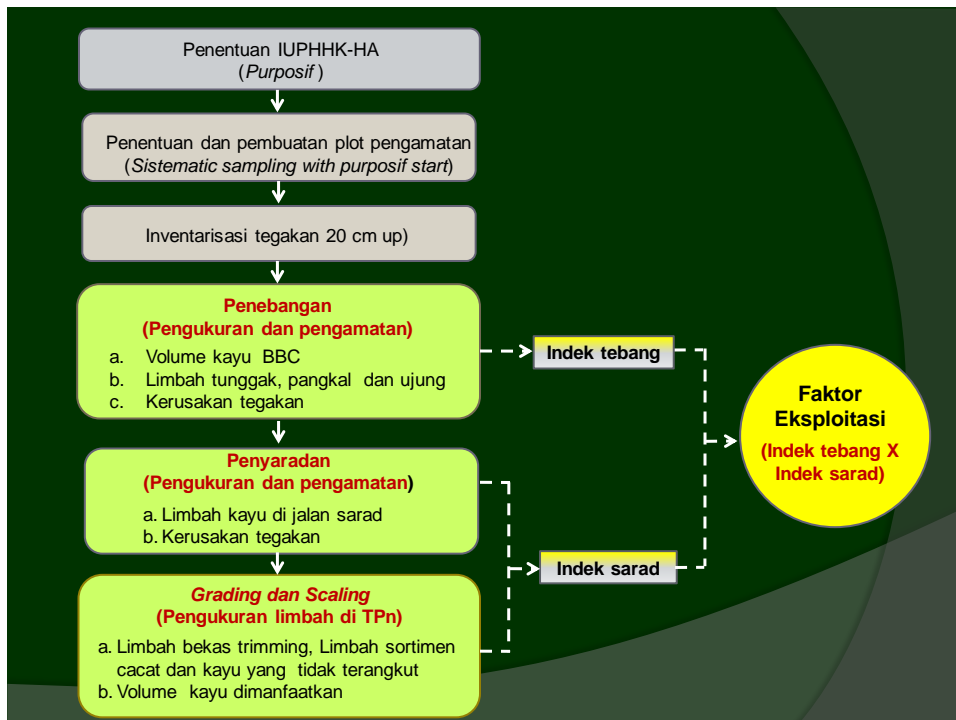 Penentuan IUPHHK-HA
(Purposif )
Penentuan dan pembuatan plot pengamatan
(Sistematic sampling with purposif start)
Inventarisasi tegakan 20 cm up)
Penebangan
(Pengukuran dan pengamatan)
a. Volume kayu BBC
b. Limbah tunggak, pangkal dan ujung
c. Kerusakan tegakan
Indek tebang
Faktor
Eksploitasi
(Indek tebang X
Indek sarad)
Penyaradan
(Pengukuran dan pengamatan)
a. Limbah kayu di jalan sarad
b. Kerusakan tegakan
Indek sarad
Grading dan Scaling
(Pengukuran limbah di TPn)
a. Limbah bekas trimming, Limbah sortimen
cacat dan kayu yang tidak terangkut
b. Volume kayu dimanfaatkan